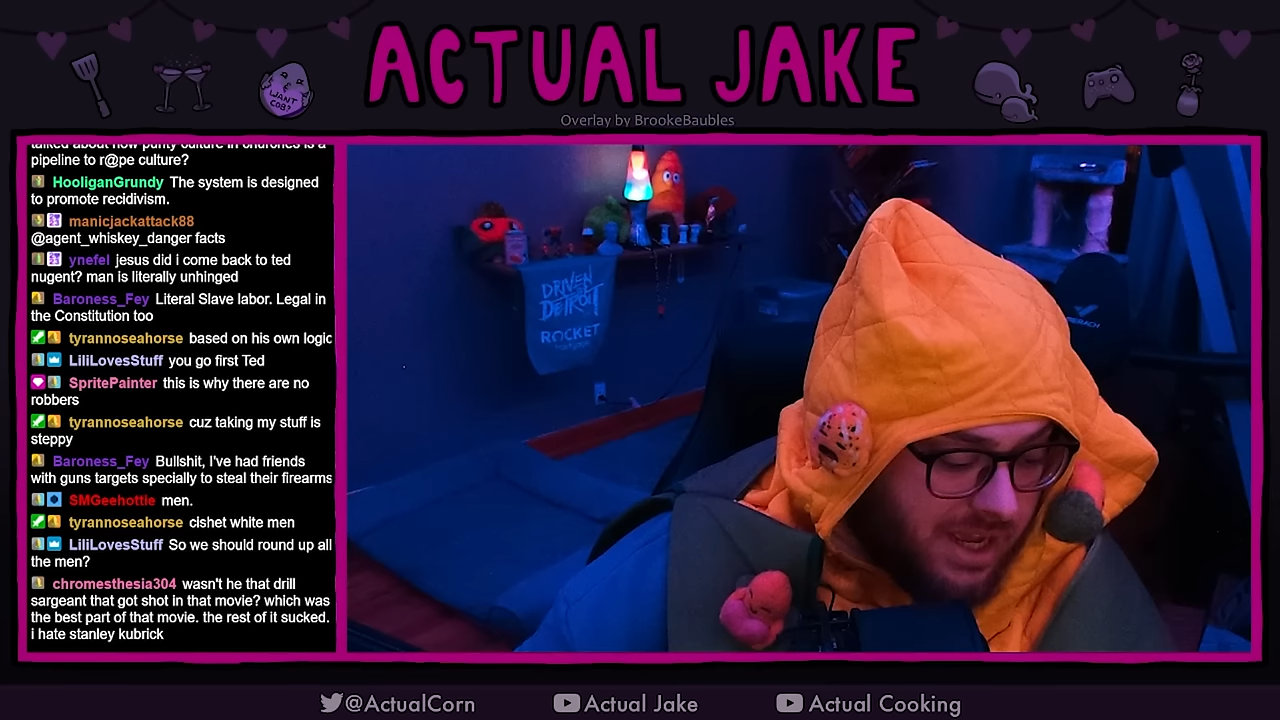 ACTUAL JAKE
WANT
COB?
Overlay by BrookeBaubles
talked about how purity culture in churches is a
pipeline to r@pe culture?
HooliganGrundy The system is designed
to promote recidivism.
manicjackattack88
@agent_whiskey_danger facts
ynefel jesus did i come back to ted
nugent? man is literally unhinged
Baroness_Fey Literal Slave labor. Legal in
the Constitution too
tyrannoseahorse based on his own logic
LiliLovesStuff you go first Ted
SpritePainter this is why there are no
robbers
tyrannoseahorse cuz taking my stuff is
steppy
Baroness_Fey Bullshit, I've had friends
with guns targets specially to steal their firearms
SMGeehottie men.
tyrannoseahorse cishet white men
LiliLovesStuff So we should round up all
the men?
chromesthesia304 wasn't he that drill
sargeant that got shot in that movie? which was
the best part of that movie. the rest of it sucked.
i hate stanley kubrick
DRIVEN
DETROIT
ROCKET
@ActualCorn
Actual Jake
Actual Cooking